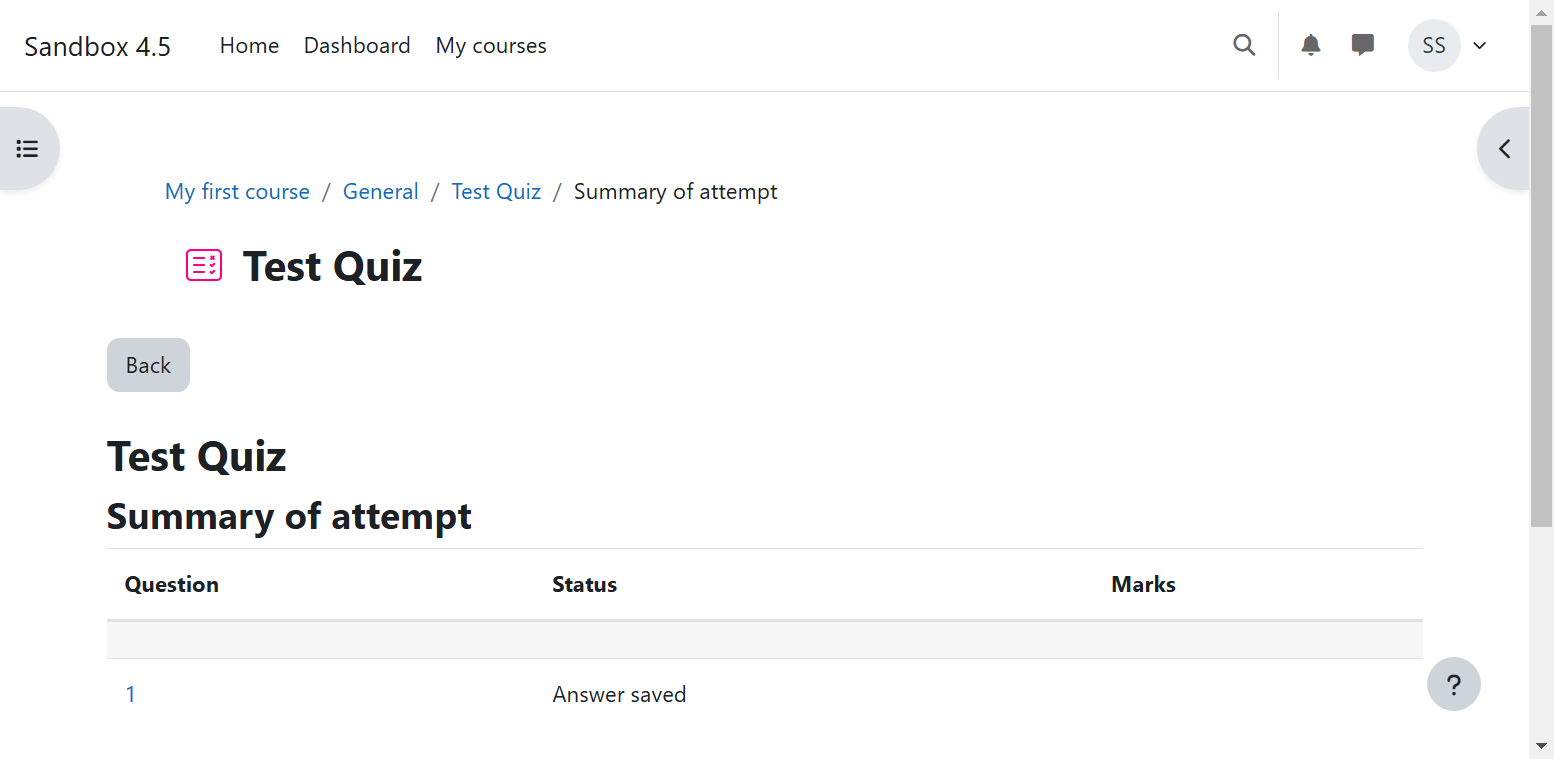 Sandbox 4.5 Home Dashboard My courses SS
My first course / General / Test Quiz / Summary of attempt
Test Quiz
Back
Test Quiz
Summary of attempt
Question Status Marks
1 Answer saved
?